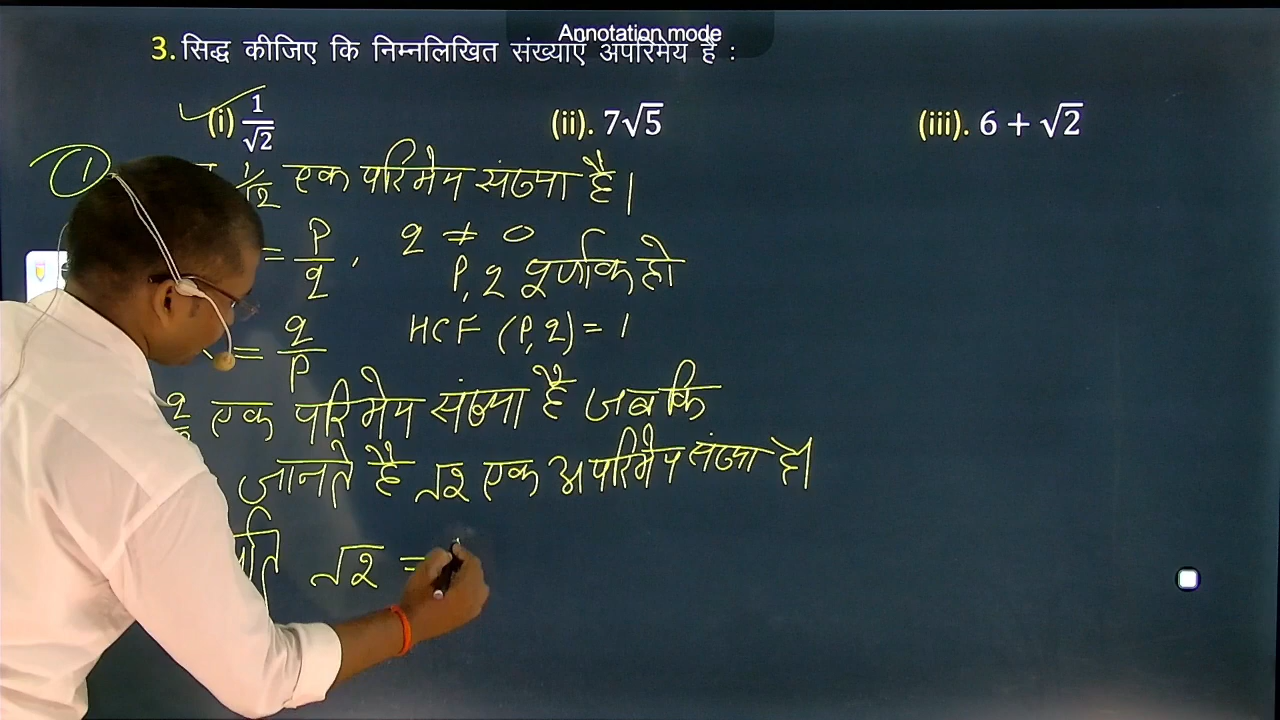 Annotation mode
3. सिद्ध कीजिए कि निम्नलिखित संख्याएँ अपरिमेय हैं :
(i) 1/√2 (ii). 7√5 (iii). 6 + √2
① 1/√2 एक परिमेय संख्या है।
= P/q , q ≠ 0
P, q पूर्णांक हो
= q/P HCF (P, q) = 1
q एक परिमेय संख्या है जबकि
जानते है √2 एक अपरिमेय संख्या है।
√2 =